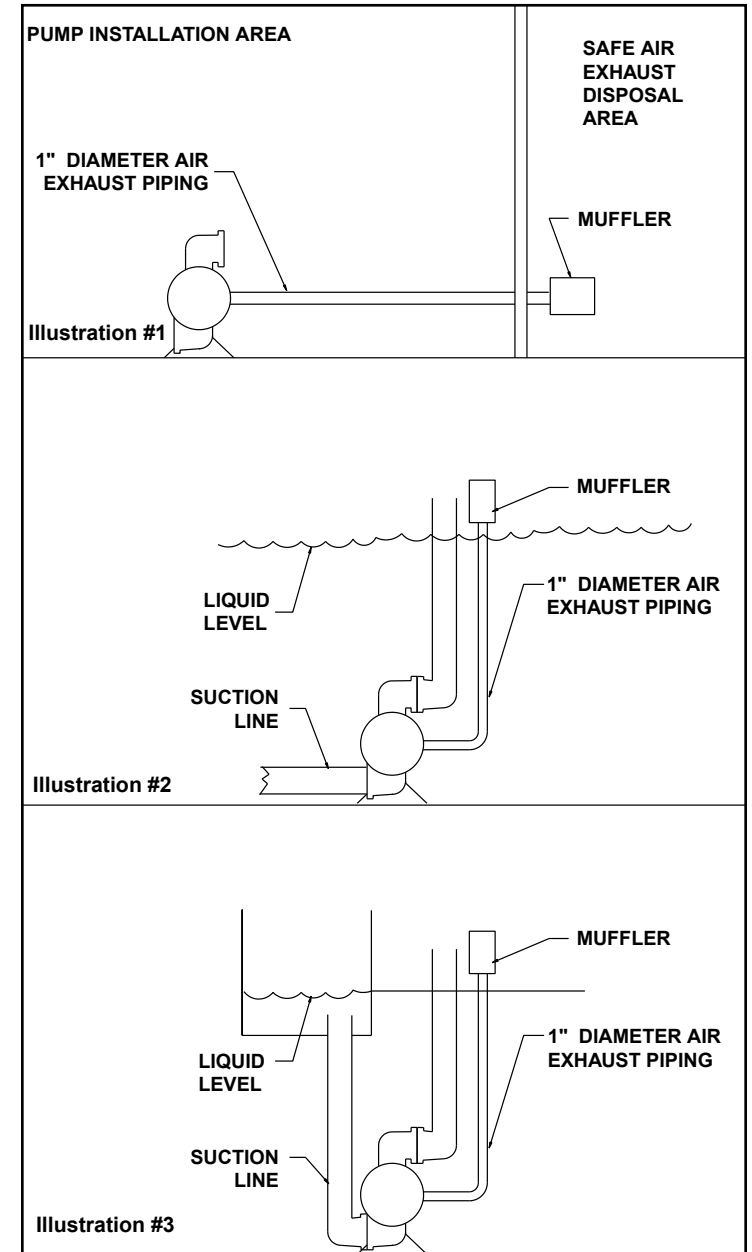 PUMP INSTALLATION AREA
SAFE AIR
EXHAUST
DISPOSAL
AREA
1" DIAMETER AIR
EXHAUST PIPING
MUFFLER
Illustration #1
MUFFLER
LIQUID
LEVEL
1" DIAMETER AIR
EXHAUST PIPING
SUCTION
LINE
Illustration #2
MUFFLER
LIQUID
LEVEL
1" DIAMETER AIR
EXHAUST PIPING
SUCTION
LINE
Illustration #3